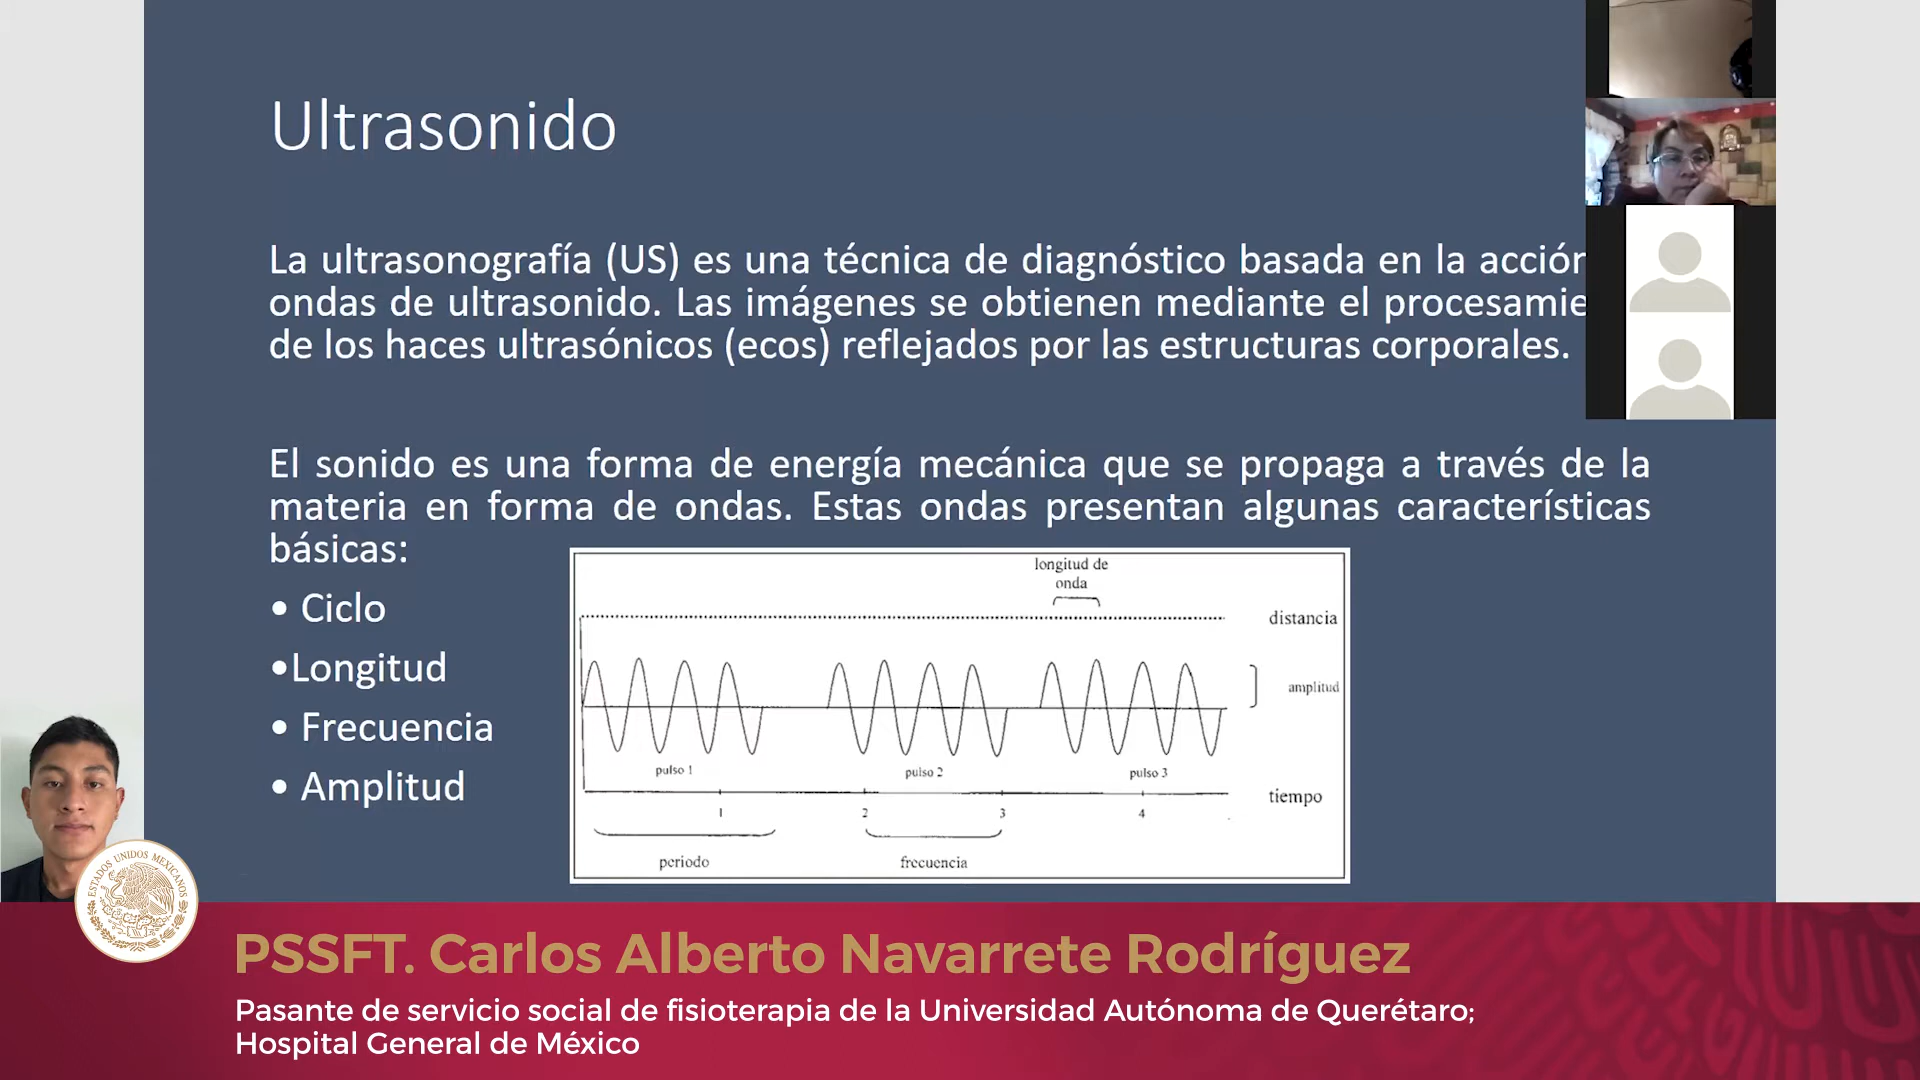 Ultrasonido
La ultrasonografía (US) es una técnica de diagnóstico basada en la acción
ondas de ultrasonido. Las imágenes se obtienen mediante el procesamie
de los haces ultrasónicos (ecos) reflejados por las estructuras corporales.
El sonido es una forma de energía mecánica que se propaga a través de la
materia en forma de ondas. Estas ondas presentan algunas características
básicas:
• Ciclo
•Longitud
• Frecuencia
• Amplitud
longitud de
onda
distancia
amplitud
pulso 1
pulso 2
pulso 3
tiempo
1
2
3
4
periodo
frecuencia
ESTADOS UNIDOS MEXICANOS
PSSFT. Carlos Alberto Navarrete Rodríguez
Pasante de servicio social de fisioterapia de la Universidad Autónoma de Querétaro;
Hospital General de México